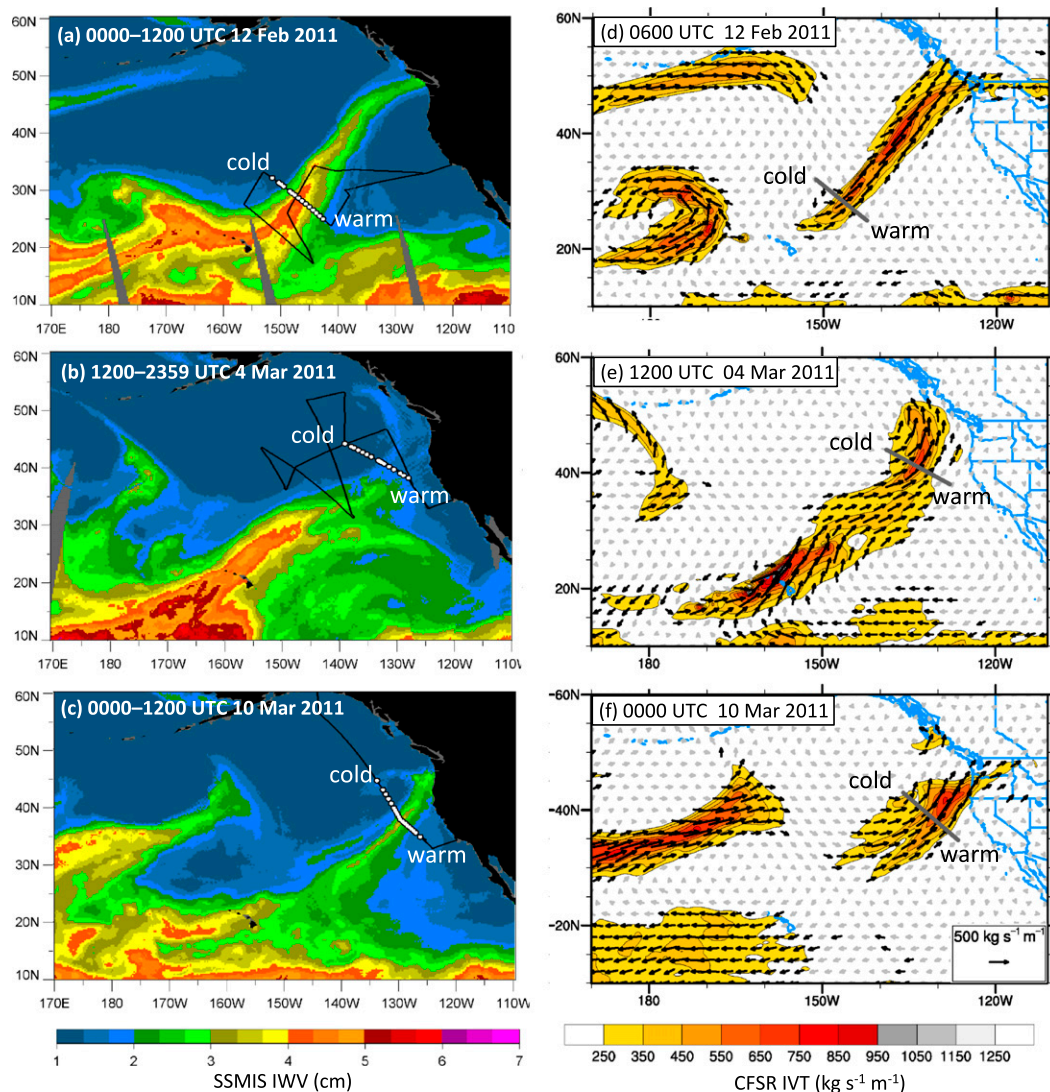 (a) 0000–1200 UTC 12 Feb 2011
60N
50N
40N
30N
20N
10N
cold
warm
170E 180 170W 160W 150W 140W 130W 120W 110
(d) 0600 UTC 12 Feb 2011
60N
40N
20N
cold
warm
150W 120W
(b) 1200–2359 UTC 4 Mar 2011
60N
50N
40N
30N
20N
10N
cold
warm
170E 180 170W 160W 150W 140W 130W 120W 110W
(e) 1200 UTC 04 Mar 2011
60N
40N
20N
cold
warm
180 150W 120W
(c) 0000–1200 UTC 10 Mar 2011
60N
50N
40N
30N
20N
10N
cold
warm
170E 180 170W 160W 150W 140W 130W 120W 110W
(f) 0000 UTC 10 Mar 2011
-60N
-40N
-20N
cold
warm
500 kg s⁻¹ m⁻¹
180 150W 120W
1 2 3 4 5 6 7
SSMIS IWV (cm)
250 350 450 550 650 750 950 1050 1150 1250
CFSR IVT (kg s⁻¹ m⁻¹)